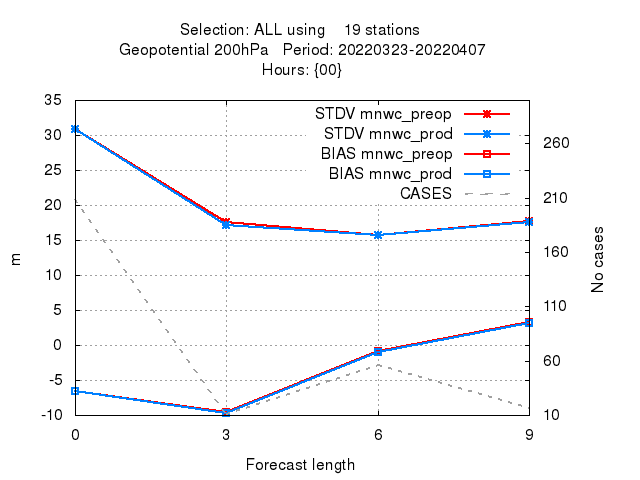 Selection: ALL using    19 stations
Geopotential 200hPa   Period: 20220323-20220407
Hours: {00}
STDV mnwc_preop
STDV mnwc_prod
BIAS mnwc_preop
BIAS mnwc_prod
CASES
35
30
25
20
15
10
5
0
-5
-10
m
260
210
160
110
60
10
No cases
0 3 6 9
Forecast length